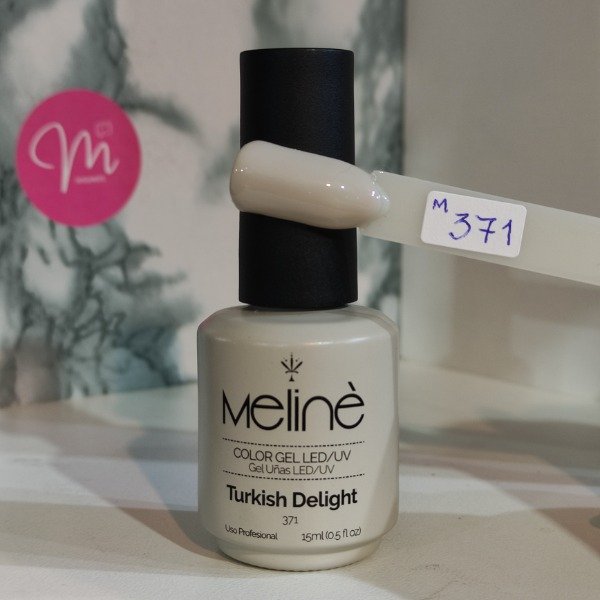 m
M
371
Melinè
COLOR GEL LED/UV
Gel Uñas LED/UV
Turkish Delight
371
Uso Profesional 15ml (0.5 fl oz)